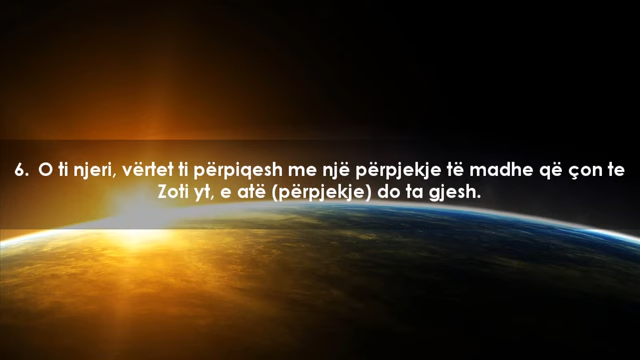 6. O ti njeri, vërtet ti përpiqesh me një përpjekje të madhe që çon te
Zoti yt, e atë (përpjekje) do ta gjesh.